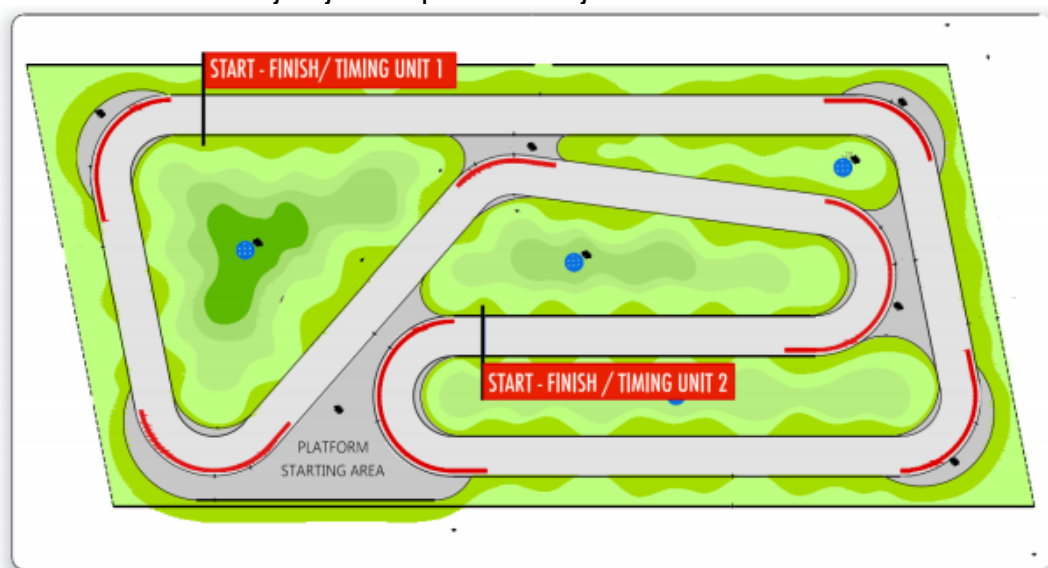 START - FINISH/ TIMING UNIT 1
START - FINISH / TIMING UNIT 2
PLATFORM
STARTING AREA